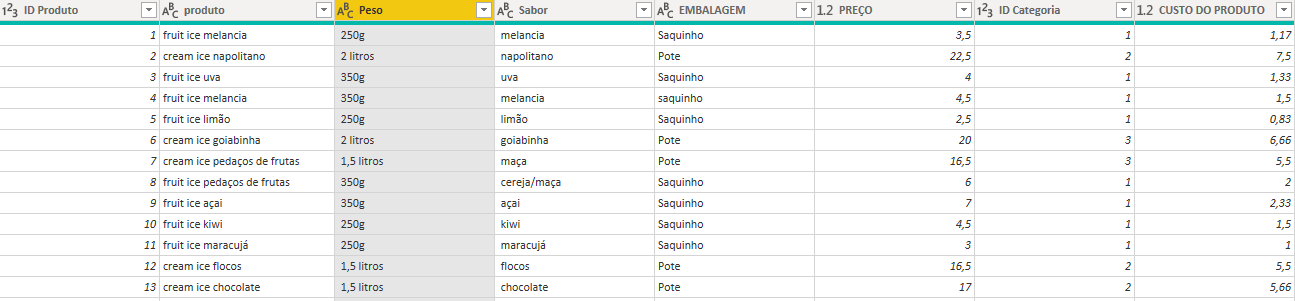 1²3 ID Produto ABC produto ABC Peso ABC Sabor ABC EMBALAGEM 1.2 PREÇO 1²3 ID Categoria 1.2 CUSTO DO PRODUTO
1 fruit ice melancia 250g melancia Saquinho 3,5 1 1,17
2 cream ice napolitano 2 litros napolitano Pote 22,5 2 7,5
3 fruit ice uva 350g uva Saquinho 4 1 1,33
4 fruit ice melancia 350g melancia saquinho 4,5 1 1,5
5 fruit ice limão 250g limão Saquinho 2,5 1 0,83
6 cream ice goiabinha 2 litros goiabinha Pote 20 3 6,66
7 cream ice pedaços de frutas 1,5 litros maça Pote 16,5 3 5,5
8 fruit ice pedaços de frutas 350g cereja/maça Saquinho 6 1 2
9 fruit ice açai 350g açai Saquinho 7 1 2,33
10 fruit ice kiwi 250g kiwi Saquinho 4,5 1 1,5
11 fruit ice maracujá 250g maracujá Saquinho 3 1 1
12 cream ice flocos 1,5 litros flocos Pote 16,5 2 5,5
13 cream ice chocolate 1,5 litros chocolate Pote 17 2 5,66